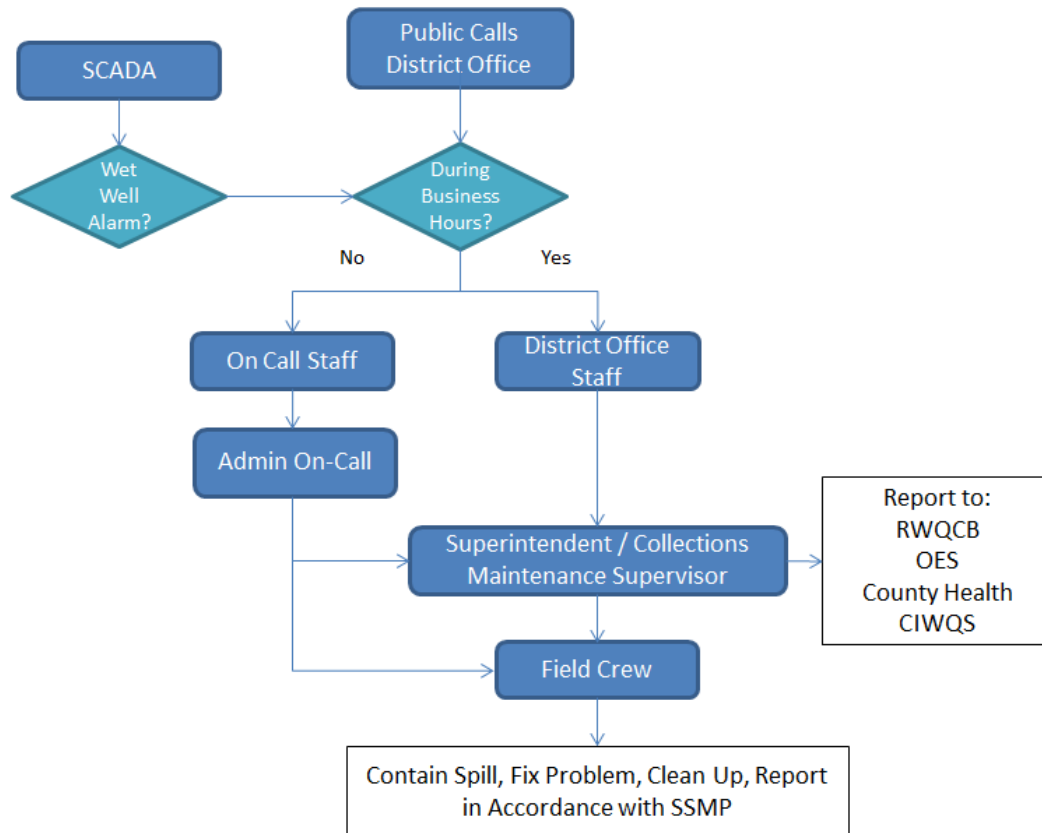 Public Calls
District Office
SCADA
Wet
Well
Alarm?
During
Business
Hours?
No
Yes
On Call Staff
District Office
Staff
Admin On-Call
Superintendent / Collections
Maintenance Supervisor
Report to:
RWQCB
OES
County Health
CIWQS
Field Crew
Contain Spill, Fix Problem, Clean Up, Report
in Accordance with SSMP